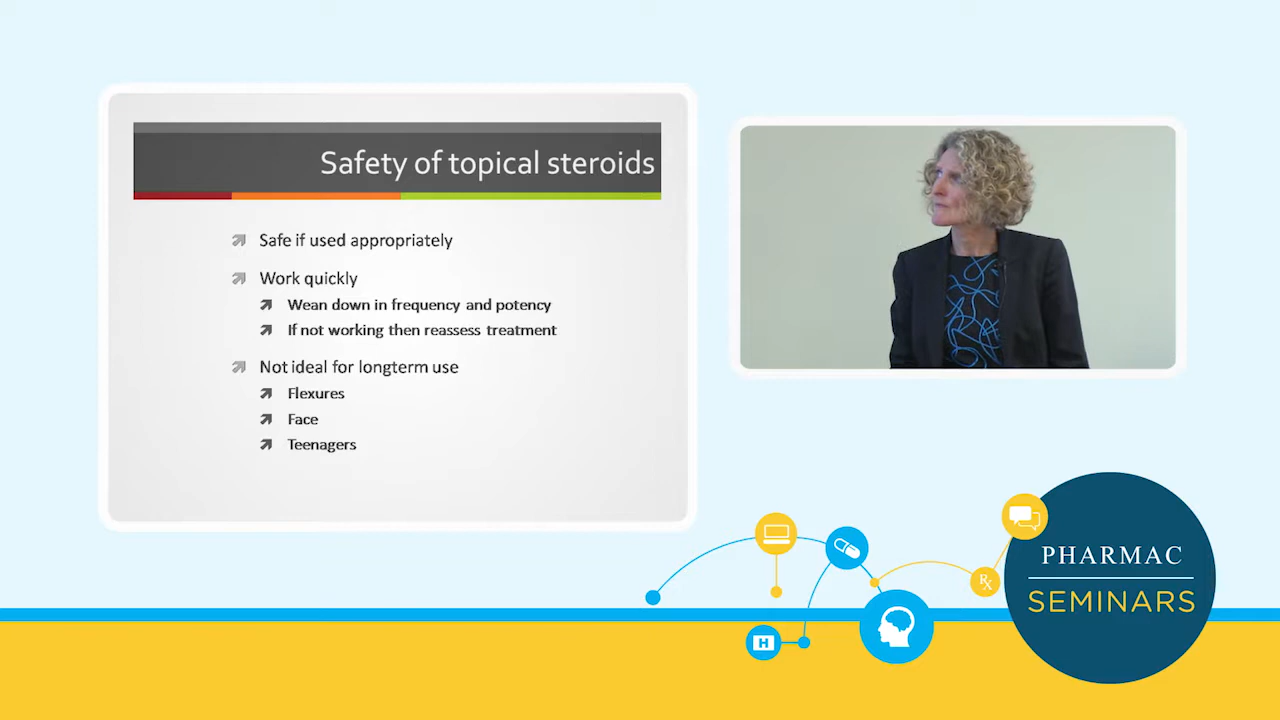 Safety of topical steroids
Safe if used appropriately
Work quickly
Wean down in frequency and potency
If not working then reassess treatment
Not ideal for longterm use
Flexures
Face
Teenagers
H
Rx
PHARMAC
SEMINARS